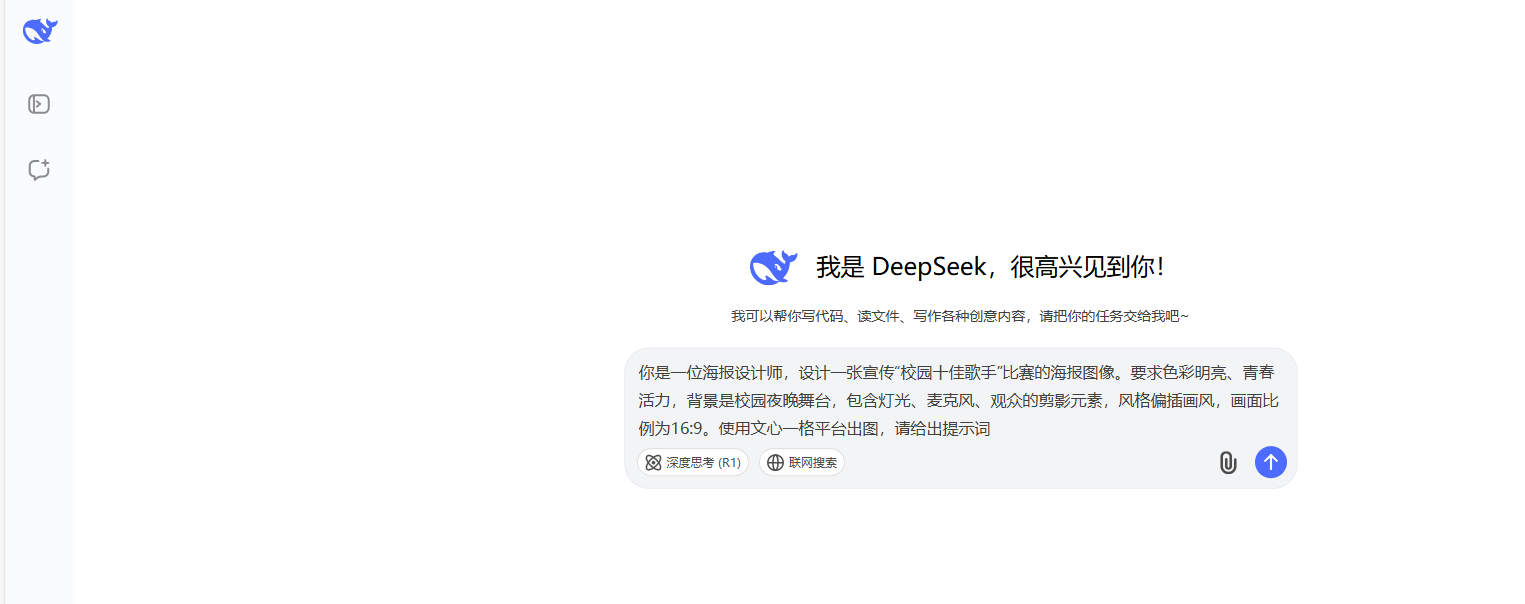 我是 DeepSeek，很高兴见到你！
我可以帮你写代码、读文件、写作各种创意内容，请把你的任务交给我吧~
你是一位海报设计师，设计一张宣传“校园十佳歌手”比赛的海报图像。要求色彩明亮、青春
活力，背景是校园夜晚舞台，包含灯光、麦克风、观众的剪影元素，风格偏插画风，画面比
例为16:9。使用文心一格平台出图，请给出提示词
深度思考 (R1)
联网搜索